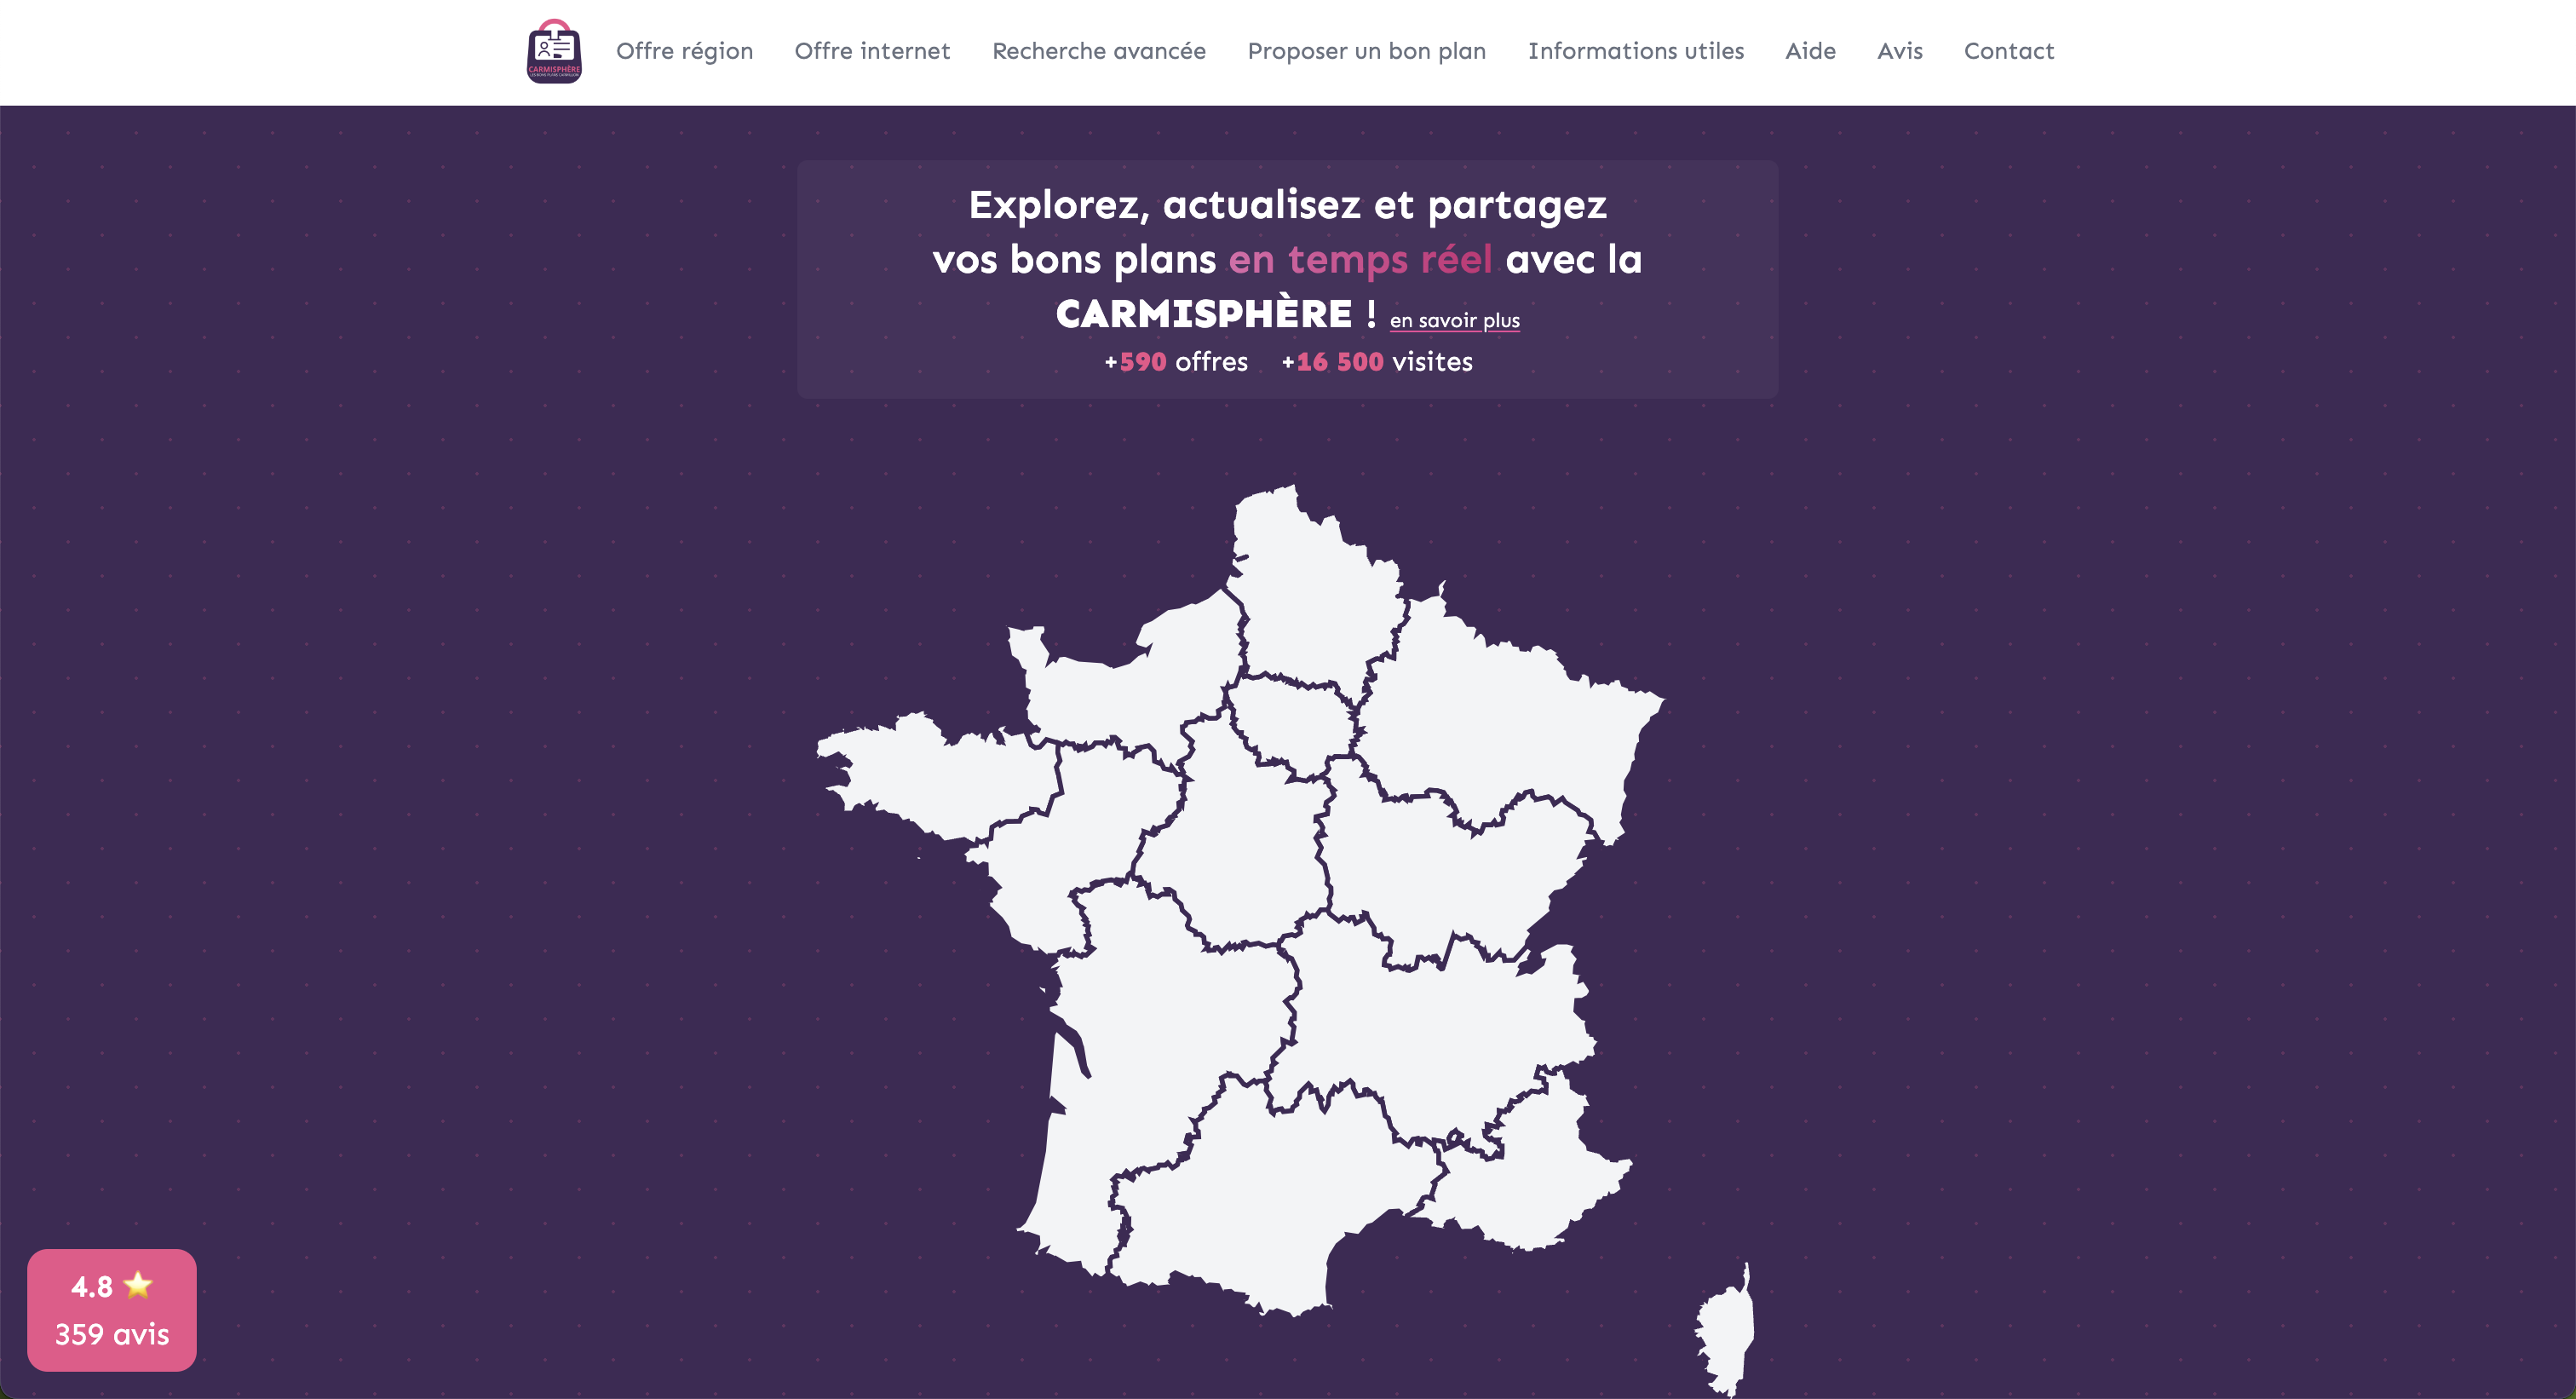 CARMISPHÈRE
Offre région
Offre internet
Recherche avancée
Proposer un bon plan
Informations utiles
Aide
Avis
Contact
Explorez, actualisez et partagez
vos bons plans en temps réel avec la
CARMISPHÈRE ! en savoir plus
+590 offres +16 500 visites
4.8
359 avis